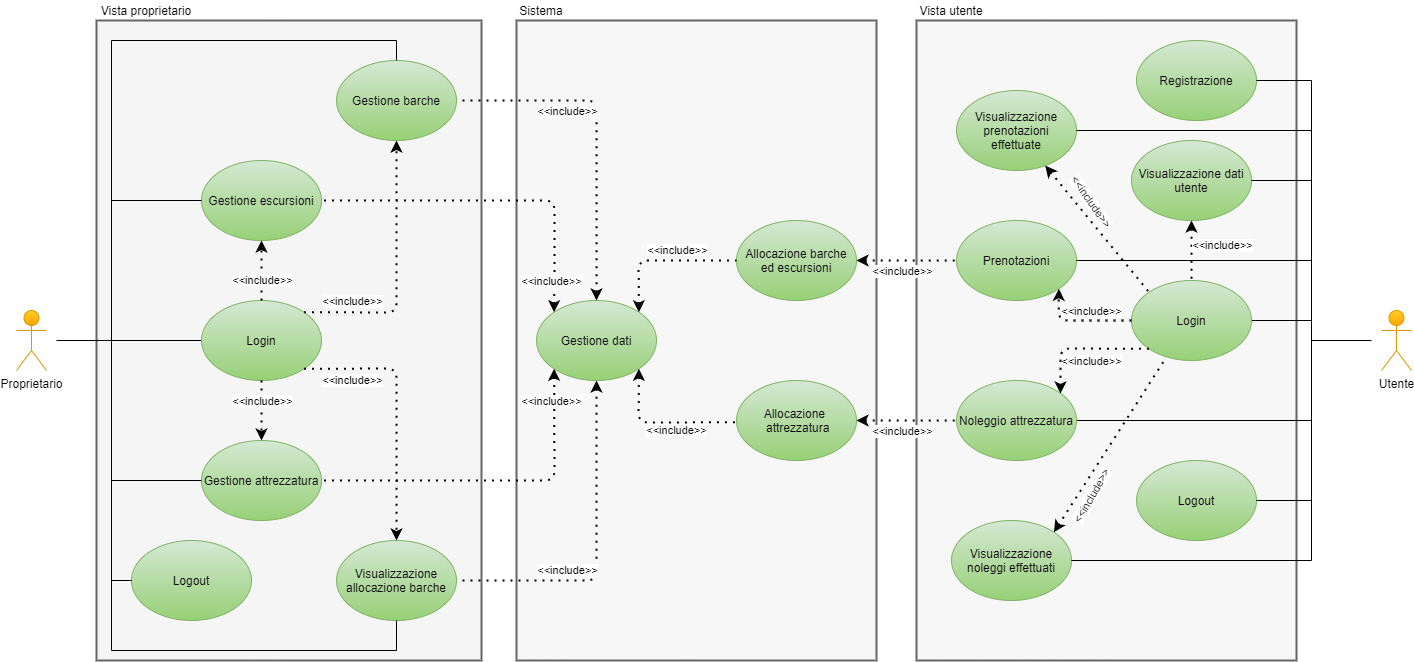 Vista proprietario
Sistema
Vista utente
Gestione barche
<<include>>
Gestione escursioni
<<include>>
<<include>>
<<include>>
Login
Proprietario
<<include>>
<<include>>
Gestione attrezzatura
Logout
Visualizzazione
allocazione barche
<<include>>
<<include>>
Gestione dati
<<include>>
<<include>>
Allocazione barche
ed escursioni
<<include>>
Allocazione
attrezzatura
<<include>>
<<include>>
<<include>>
Registrazione
Visualizzazione
prenotazioni
effettuate
Visualizzazione dati
utente
<<include>>
<<include>>
Prenotazioni
<<include>>
Login
<<include>>
Noleggio attrezzatura
<<include>>
Logout
Visualizzazione
noleggi effettuati
Utente